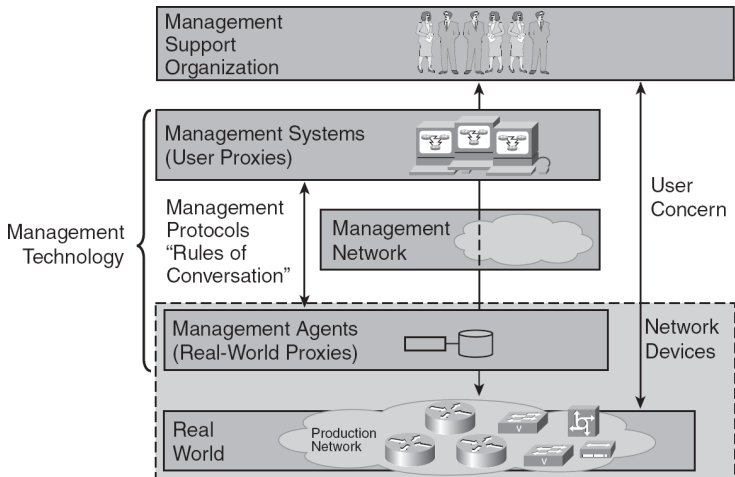 Management
Support
Organization
Management Systems
(User Proxies)
Management
Technology
Management
Protocols
“Rules of
Conversation”
Management
Network
User
Concern
Management Agents
(Real-World Proxies)
Network
Devices
Real
World
Production
Network
V
V